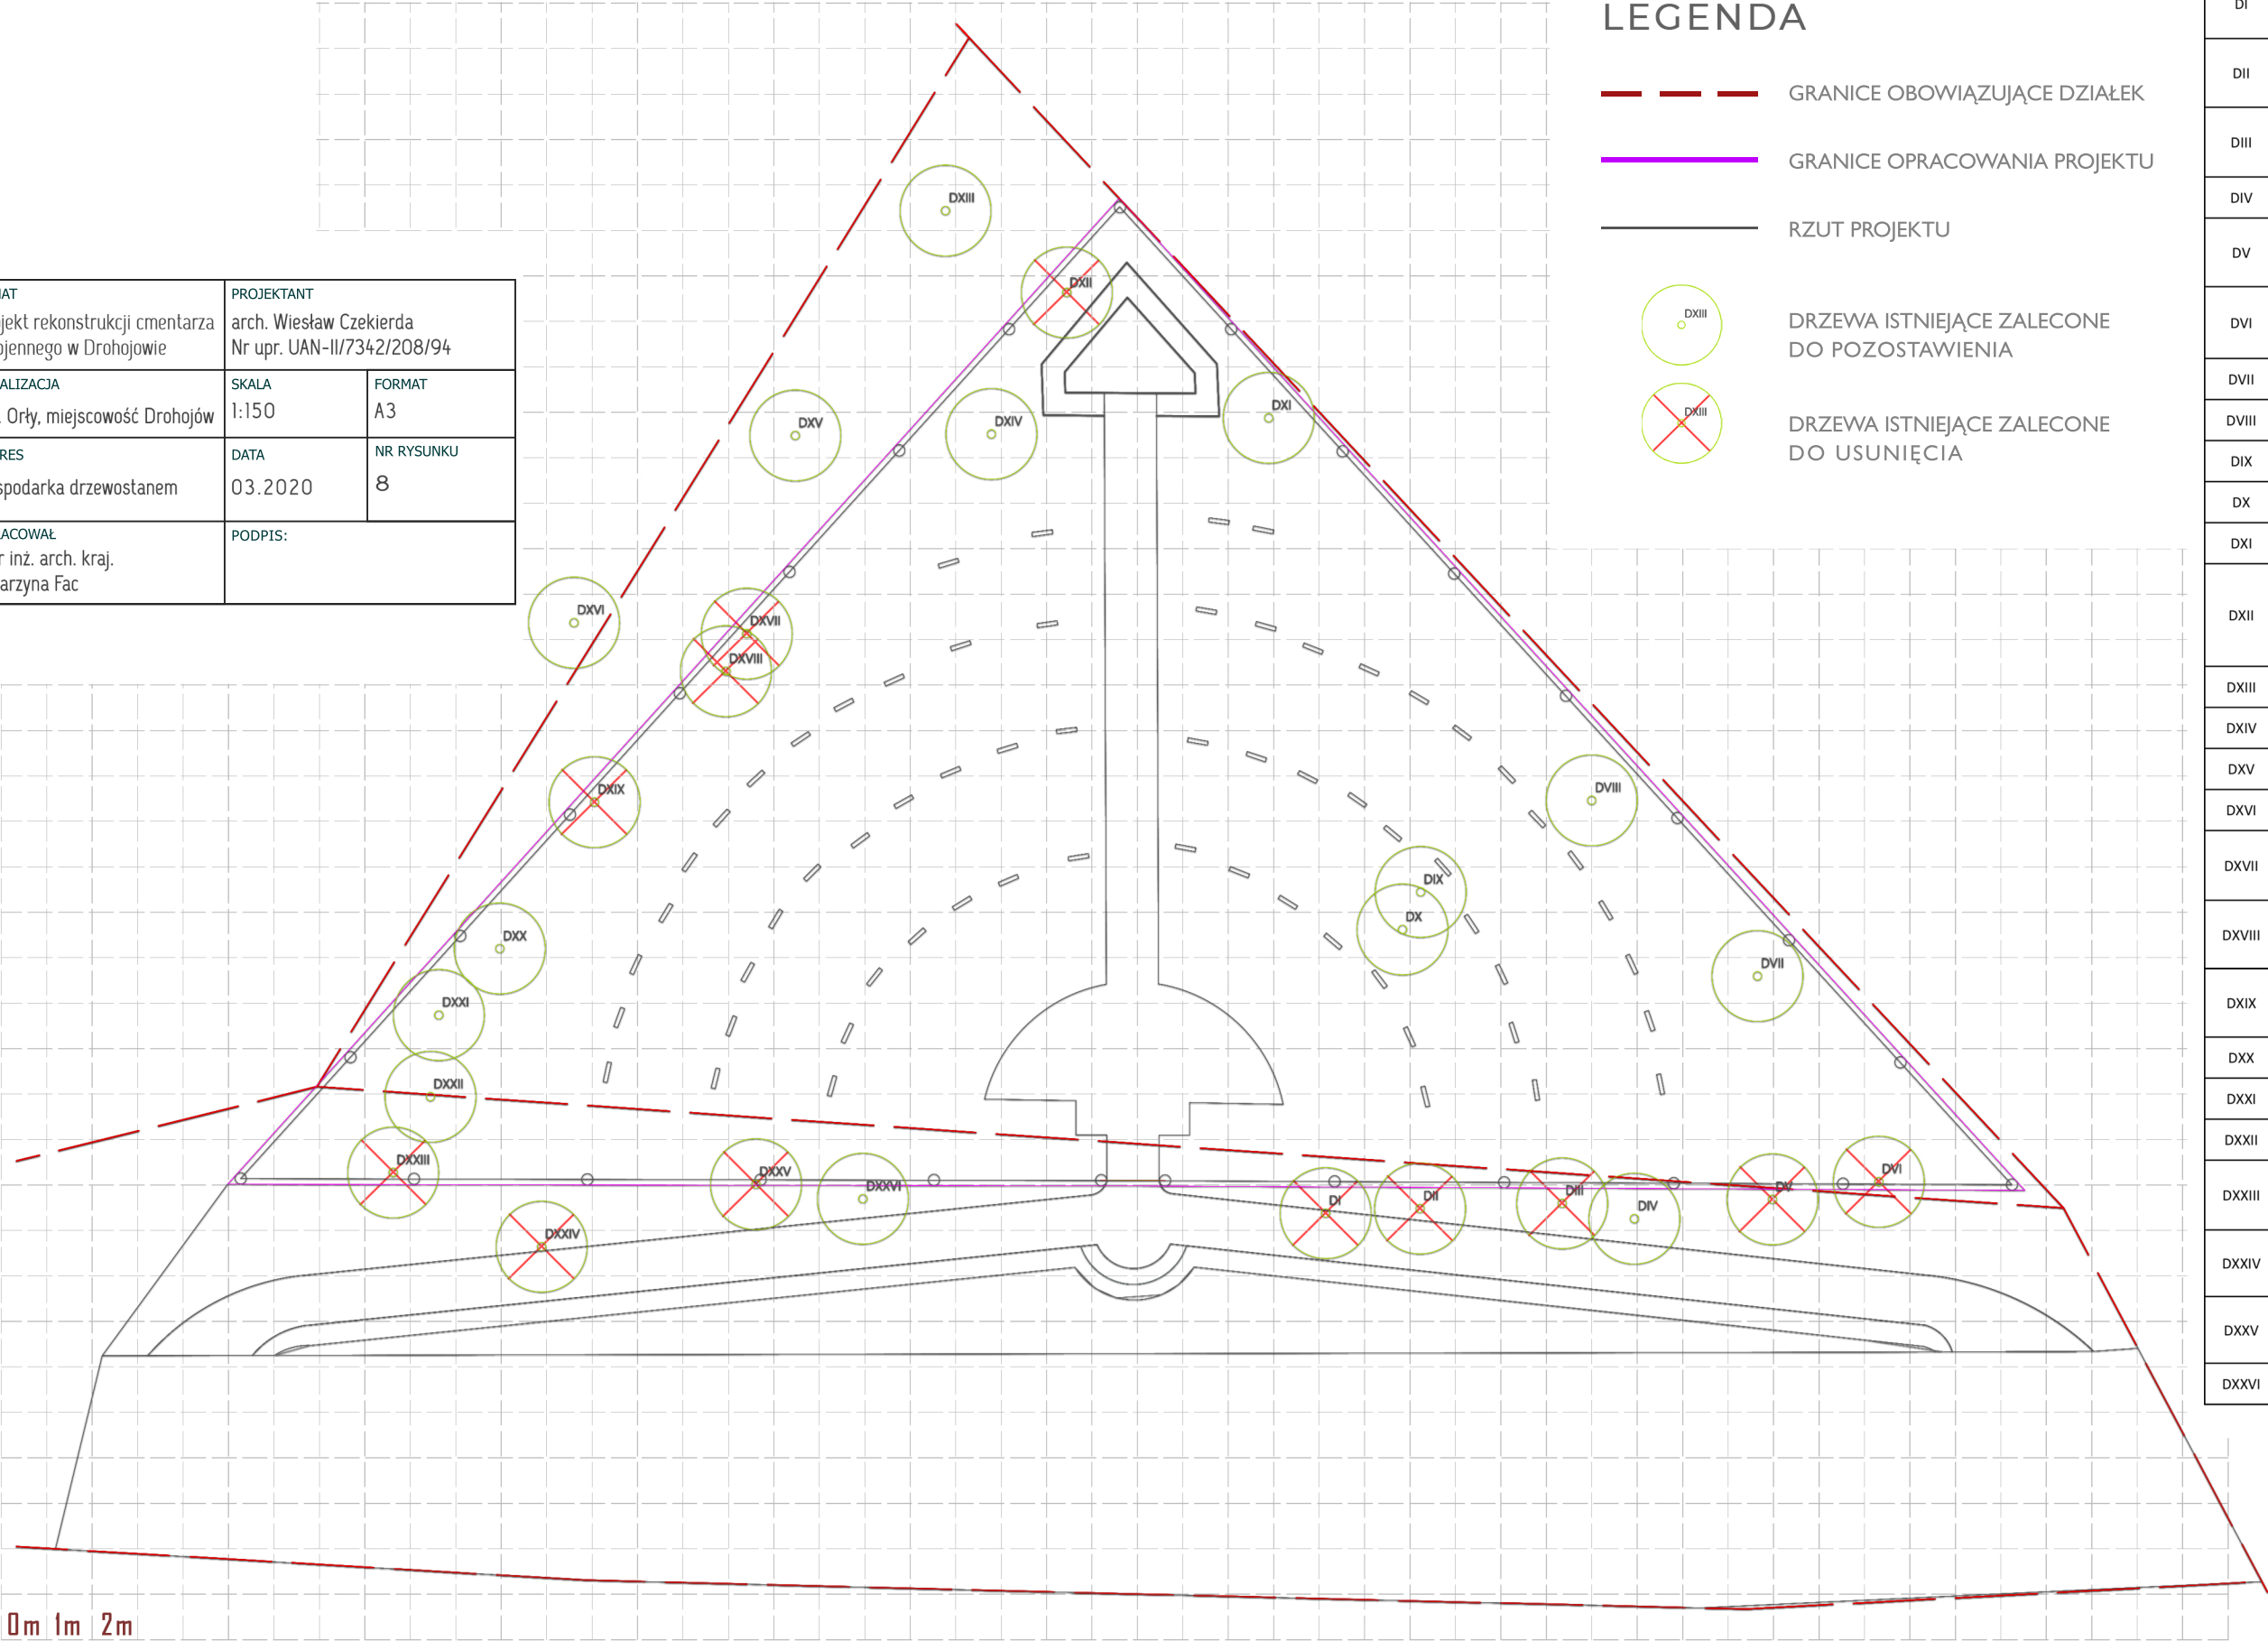 LEGENDA
GRANICE OBOWIĄZUJĄCE DZIAŁEK
GRANICE OPRACOWANIA PROJEKTU
RZUT PROJEKTU
DXIII
DRZEWA ISTNIEJĄCE ZALECONE
DO POZOSTAWIENIA
DXIII
DRZEWA ISTNIEJĄCE ZALECONE
DO USUNIĘCIA
PROJEKTANT
arch. Wiesław Czekierda
Nr upr. UAN-II/7342/208/94
rekonstrukcji cmentarza
w Drohojowie
SKALA
1:150
FORMAT
A3
Orły, miejscowość Drohojów
DATA
03.2020
NR RYSUNKU
8
drzewostanem
PODPIS:
inż. arch. kraj.
Fac
DXIII
DXII
DXV
DXIV
DXI
DXVI
DXVII
DXVIII
DXIX
DVIII
DIX
DX
DXX
DVII
DXXI
DXXII
DXXIII
DXXV
DXXVI
DXXIV
DI
DII
DIII
DIV
DV
DVI
0m 1m 2m
DI
DII
DIII
DIV
DV
DVI
DVII
DVIII
DIX
DX
DXI
DXII
DXIII
DXIV
DXV
DXVI
DXVII
DXVIII
DXIX
DXX
DXXI
DXXII
DXXIII
DXXIV
DXXV
DXXVI